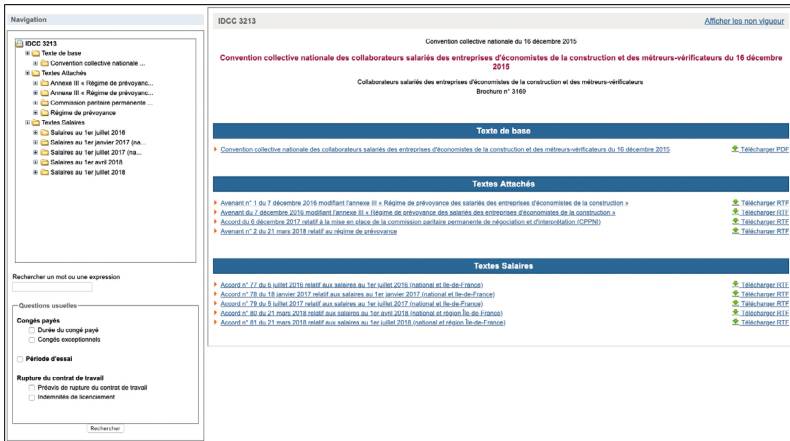 Navigation
IDCC 3213
Texte de base
Convention collective nationale ...
Textes Attachés
Annexe III « Régime de prévoyanc...
Annexe III « Régime de prévoyanc...
Commission paritaire permanente ...
Régime de prévoyance
Textes Salaires
Salaires au 1er juillet 2016
Salaires au 1er janvier 2017 (na...
Salaires au 1er juillet 2017 (na...
Salaires au 1er avril 2018
Salaires au 1er juillet 2018
Rechercher un mot ou une expression
Questions usuelles
Congés payés
Durée du congé payé
Congés exceptionnels
Période d'essai
Rupture du contrat de travail
Préavis de rupture du contrat de travail
Indemnités de licenciement
Rechercher
IDCC 3213 Afficher les non vigueur
Convention collective nationale du 16 décembre 2015
Convention collective nationale des collaborateurs salariés des entreprises d'économistes de la construction et des métreurs-vérificateurs du 16 décembre
2015
Collaborateurs salariés des entreprises d'économistes de la construction et des métreurs-vérificateurs
Brochure n° 3169
Texte de base
Convention collective nationale des collaborateurs salariés des entreprises d'économistes de la construction et des métreurs-vérificateurs du 16 décembre 2015 Télécharger PDF
Textes Attachés
Avenant n° 1 du 7 décembre 2016 modifiant l'annexe III « Régime de prévoyance des salariés des entreprises d'économistes de la construction » Télécharger RTF
Avenant du 7 décembre 2016 modifiant l'annexe III « Régime de prévoyance des salariés des entreprises d'économistes de la construction » Télécharger RTF
Accord du 6 décembre 2017 relatif à la mise en place de la commission paritaire permanente de négociation et d'interprétation (CPPNI) Télécharger RTF
Avenant n° 2 du 21 mars 2018 relatif au régime de prévoyance Télécharger RTF
Textes Salaires
Accord n° 77 du 6 juillet 2016 relatif aux salaires au 1er juillet 2016 (national et Ile-de-France) Télécharger RTF
Accord n° 78 du 18 janvier 2017 relatif aux salaires au 1er janvier 2017 (national et Ile-de-France) Télécharger RTF
Accord n° 79 du 5 juillet 2017 relatif aux salaires au 1er juillet 2017 (national et Ile-de-France) Télécharger RTF
Accord n° 80 du 21 mars 2018 relatif aux salaires au 1er avril 2018 (national et région Île-de-France) Télécharger RTF
Accord n° 81 du 21 mars 2018 relatif aux salaires au 1er juillet 2018 (national et région Île-de-France) Télécharger RTF